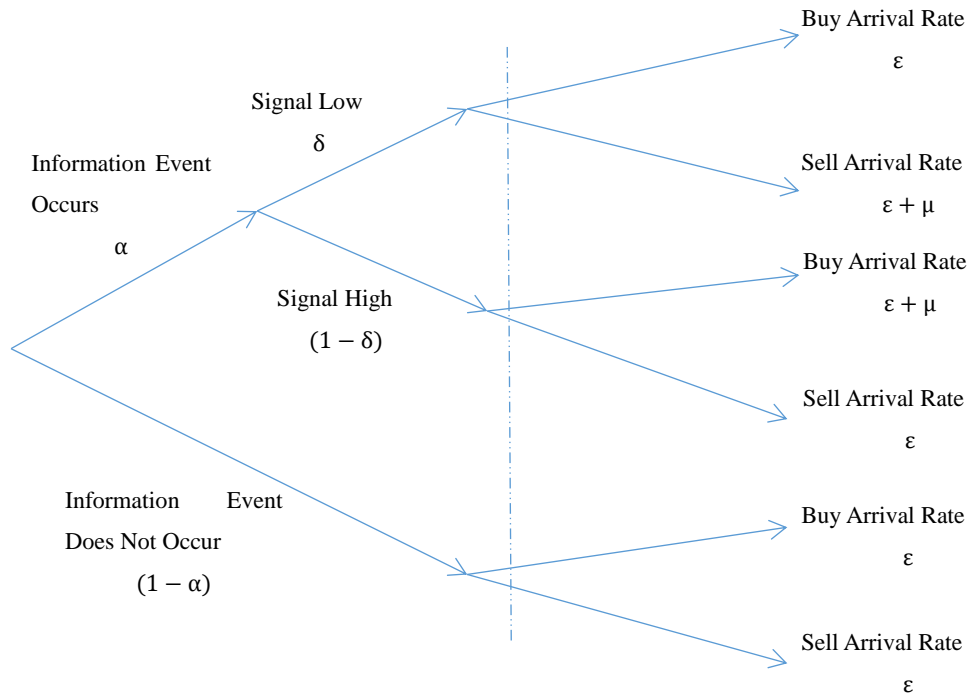 Buy Arrival Rate
ε
Signal Low
δ
Information Event
Occurs
α
Sell Arrival Rate
ε + μ
Buy Arrival Rate
ε + μ
Signal High
(1 − δ)
Sell Arrival Rate
ε
Information Event
Does Not Occur
(1 − α)
Buy Arrival Rate
ε
Sell Arrival Rate
ε